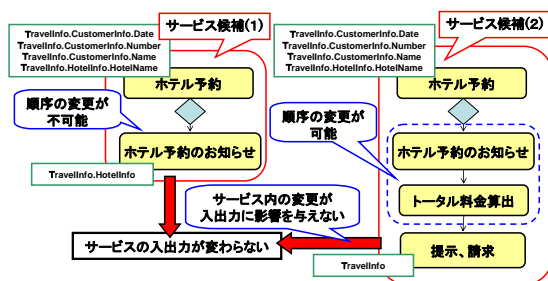 TravelInfo.CustomerInfo.Date
TravelInfo.CustomerInfo.Number
TravelInfo.CustomerInfo.Name
TravelInfo.HotelInfo.HotelName
サービス候補(1)
ホテル予約
順序の変更が
不可能
ホテル予約のお知らせ
TravelInfo.HotelInfo
TravelInfo.CustomerInfo.Date
TravelInfo.CustomerInfo.Number
TravelInfo.CustomerInfo.Name
TravelInfo.HotelInfo.HotelName
サービス候補(2)
ホテル予約
順序の変更が
可能
ホテル予約のお知らせ
トータル料金算出
サービス内の変更が
入出力に影響を与えない
サービスの入出力が変わらない
提示、請求
TravelInfo